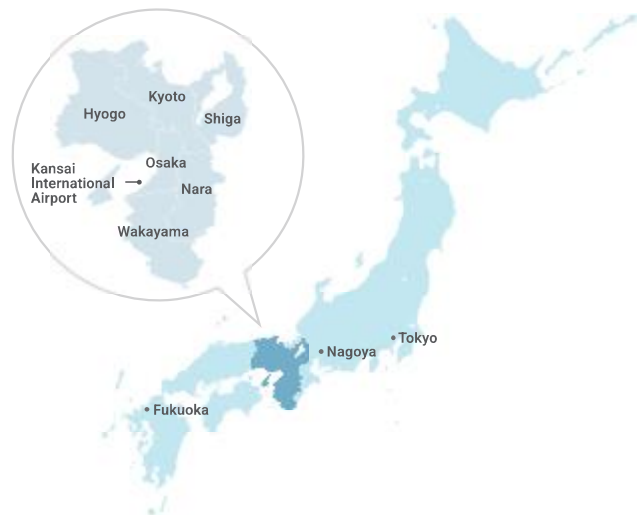 Kyoto
Hyogo
Shiga
Osaka
Kansai
International
Airport
Nara
Wakayama
Tokyo
Nagoya
Fukuoka